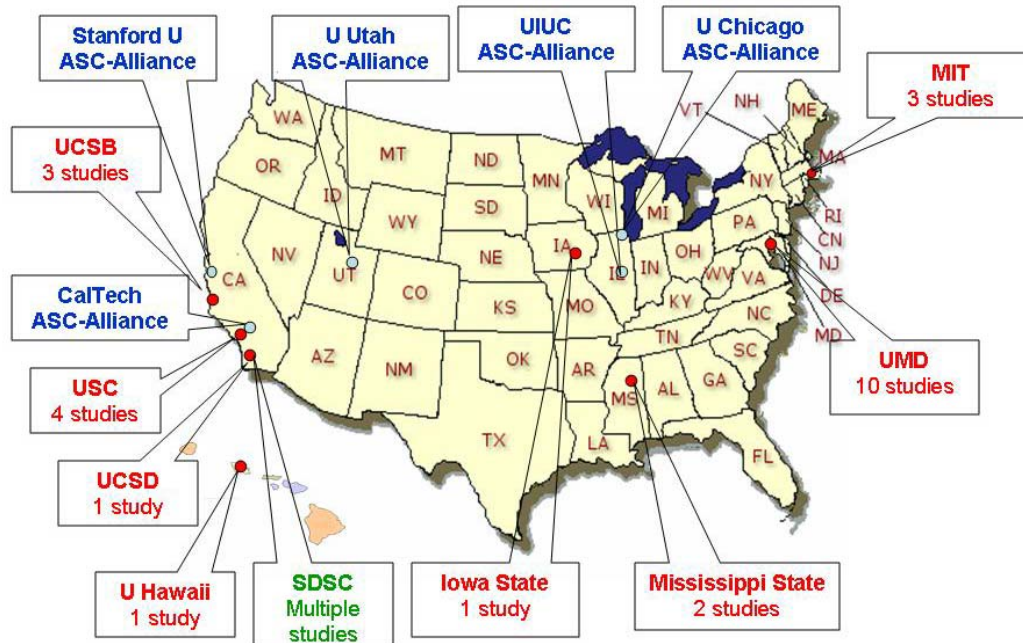 Stanford U
ASC-Alliance
U Utah
ASC-Alliance
UIUC
ASC-Alliance
U Chicago
ASC-Alliance
MIT
3 studies
UCSB
3 studies
CalTech
ASC-Alliance
USC
4 studies
UCSD
1 study
U Hawaii
1 study
SDSC
Multiple
studies
Iowa State
1 study
Mississippi State
2 studies
UMD
10 studies
WA
OR
ID
MT
ND
MN
SD
WY
NV
UT
CA
CO
NE
KS
IA
WI
MI
IL
IN
OH
PA
NY
VT
NH
ME
MA
RI
CN
NJ
DE
MD
WV
VA
KY
NC
TN
SC
MO
AR
OK
AZ
NM
TX
LA
MS
AL
GA
FL